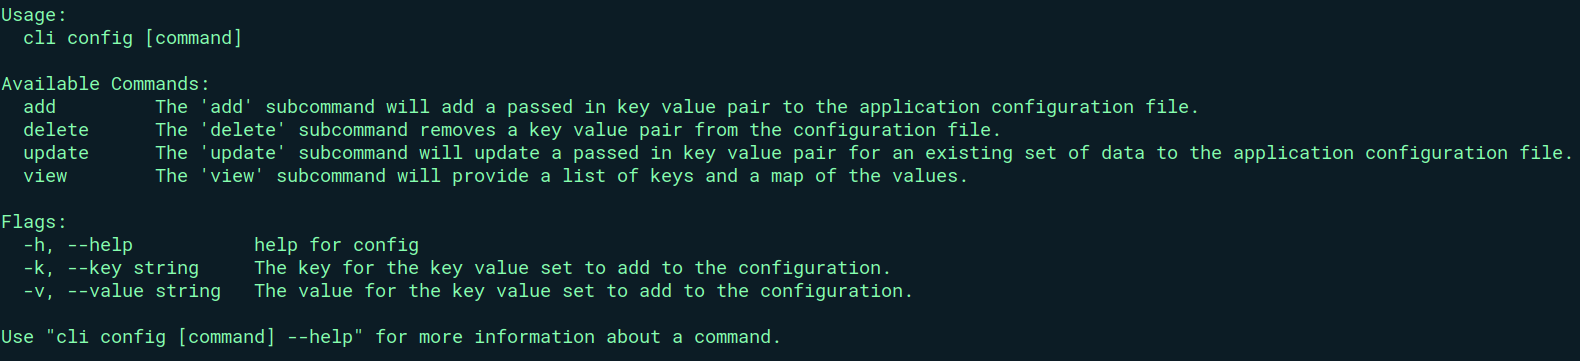 Usage:
  cli config [command]

Available Commands:
  add         The 'add' subcommand will add a passed in key value pair to the application configuration file.
  delete      The 'delete' subcommand removes a key value pair from the configuration file.
  update      The 'update' subcommand will update a passed in key value pair for an existing set of data to the application configuration file.
  view        The 'view' subcommand will provide a list of keys and a map of the values.

Flags:
  -h, --help           help for config
  -k, --key string     The key for the key value set to add to the configuration.
  -v, --value string   The value for the key value set to add to the configuration.

Use "cli config [command] --help" for more information about a command.